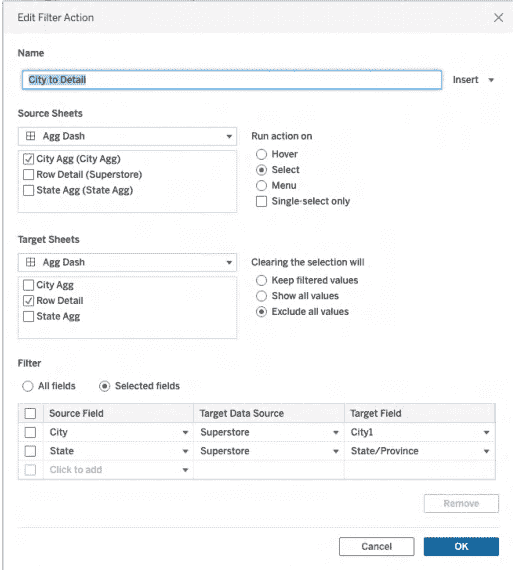 Edit Filter Action
Name
City to Detail
Insert
Source Sheets
Agg Dash
Run action on
City Agg (City Agg)
Row Detail (Superstore)
State Agg (State Agg)
Hover
Select
Menu
Single-select only
Target Sheets
Agg Dash
Clearing the selection will
City Agg
Row Detail
State Agg
Keep filtered values
Show all values
Exclude all values
Filter
All fields Selected fields
Source Field Target Data Source Target Field
City Superstore City1
State Superstore State/Province
Click to add
Remove
Cancel OK